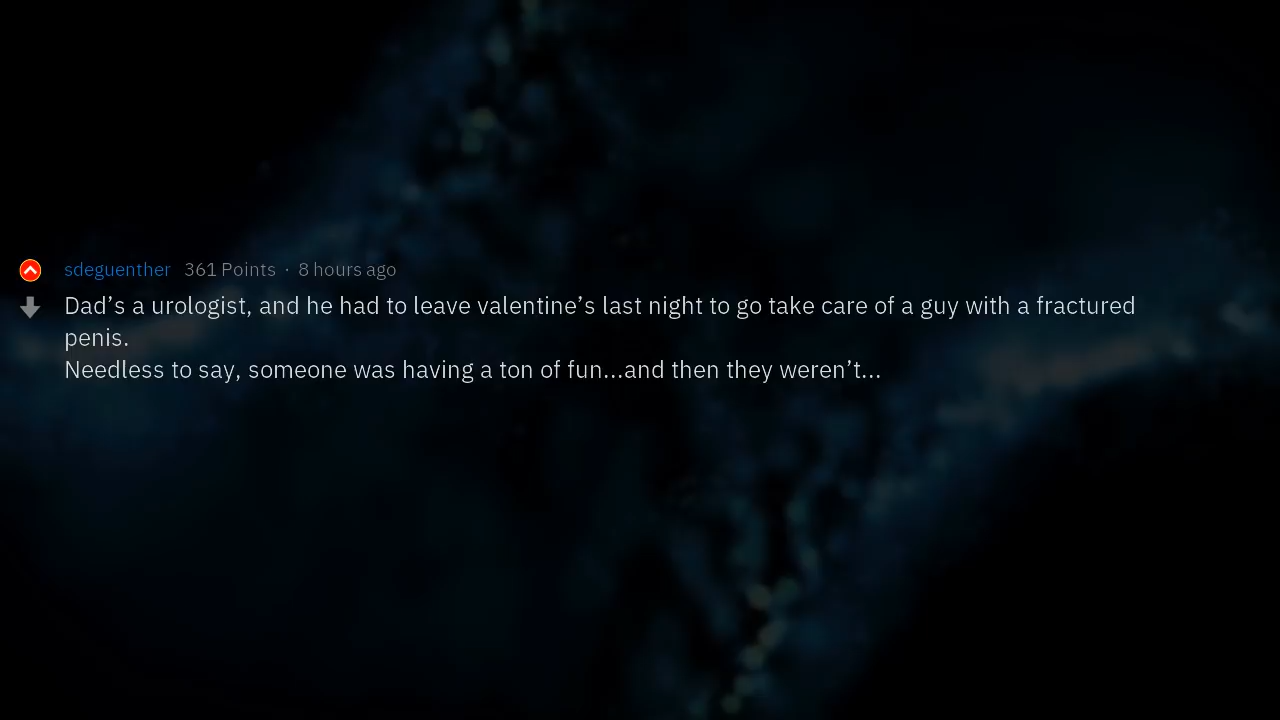 sdeguenther 361 Points · 8 hours ago
Dad’s a urologist, and he had to leave valentine’s last night to go take care of a guy with a fractured
penis.
Needless to say, someone was having a ton of fun...and then they weren’t...